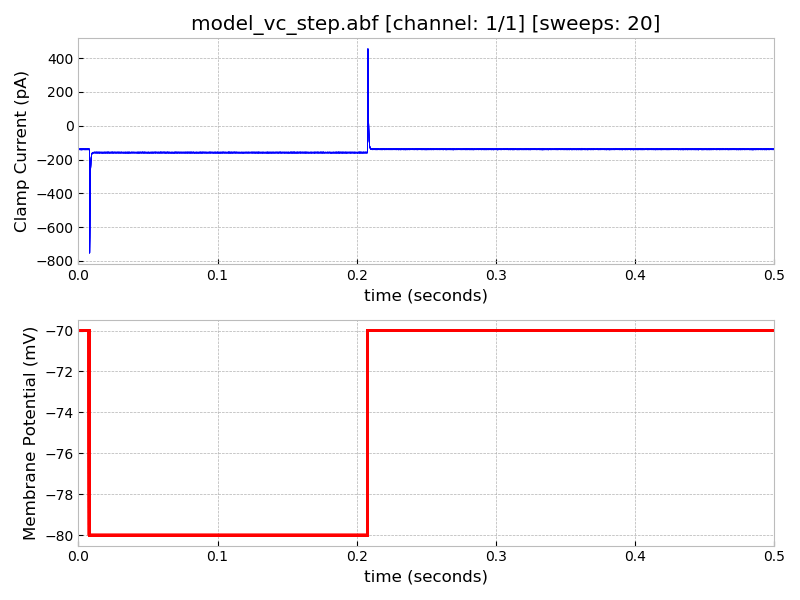 model_vc_step.abf [channel: 1/1] [sweeps: 20]
Clamp Current (pA)
400
200
0
−200
−400
−600
−800
0.0 0.1 0.2 0.3 0.4 0.5
time (seconds)
Membrane Potential (mV)
−70
−72
−74
−76
−78
−80
0.0 0.1 0.2 0.3 0.4 0.5
time (seconds)